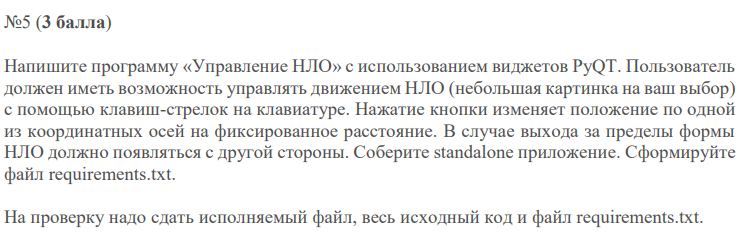 №5 (3 балла)
Напишите программу «Управление НЛО» с использованием виджетов PyQT. Пользователь
должен иметь возможность управлять движением НЛО (небольшая картинка на ваш выбор)
с помощью клавиш-стрелок на клавиатуре. Нажатие кнопки изменяет положение по одной
из координатных осей на фиксированное расстояние. В случае выхода за пределы формы
НЛО должно появляться с другой стороны. Соберите standalone приложение. Сформируйте
файл requirements.txt.
На проверку надо сдать исполняемый файл, весь исходный код и файл requirements.txt.